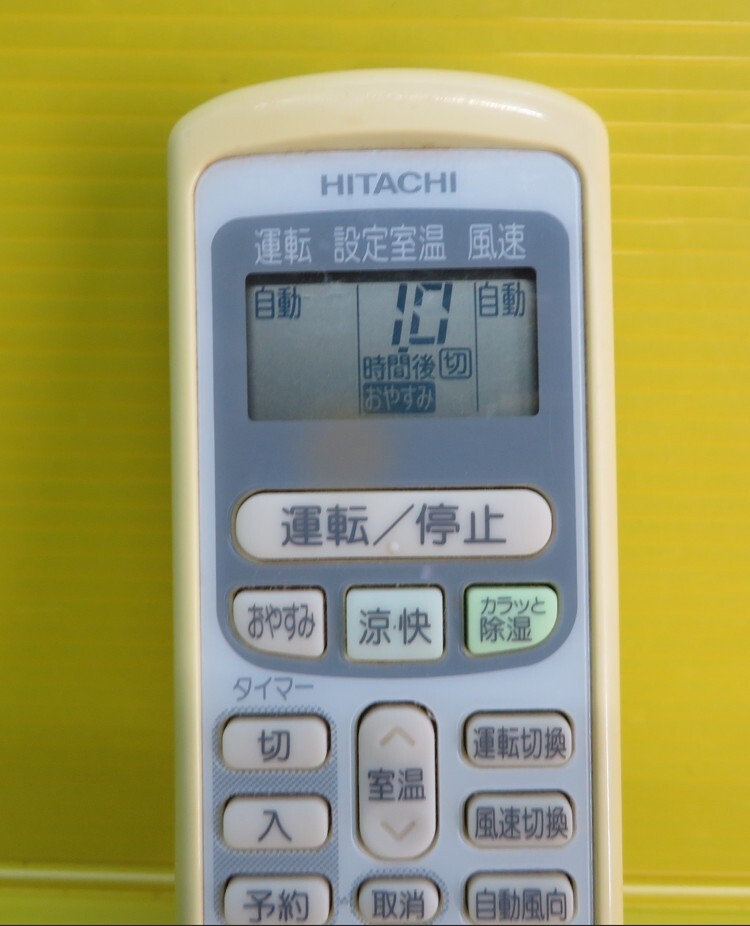 HITACHI
運転 設定室温 風速
自動 1.0 自動
時間後 切
おやすみ
運転／停止
おやすみ 涼・快 カラッと
除湿
タイマー
切 運転切換
室温
入 風速切換
予約 取消 自動風向